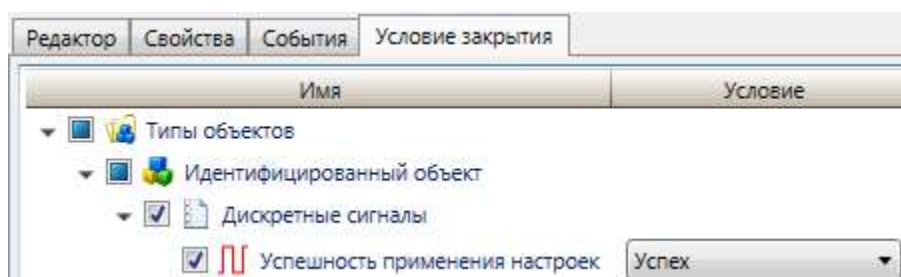 Редактор Свойства События Условие закрытия
Имя Условие
Типы объектов
Идентифицированный объект
Дискретные сигналы
Успешность применения настроек Успех